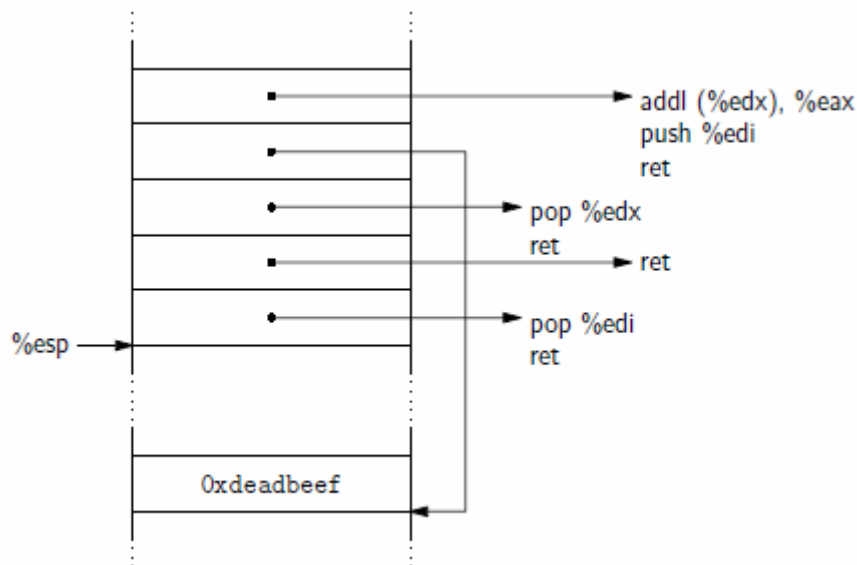 addl (%edx), %eax
push %edi
ret
pop %edx
ret
ret
pop %edi
ret
%esp
0xdeadbeef